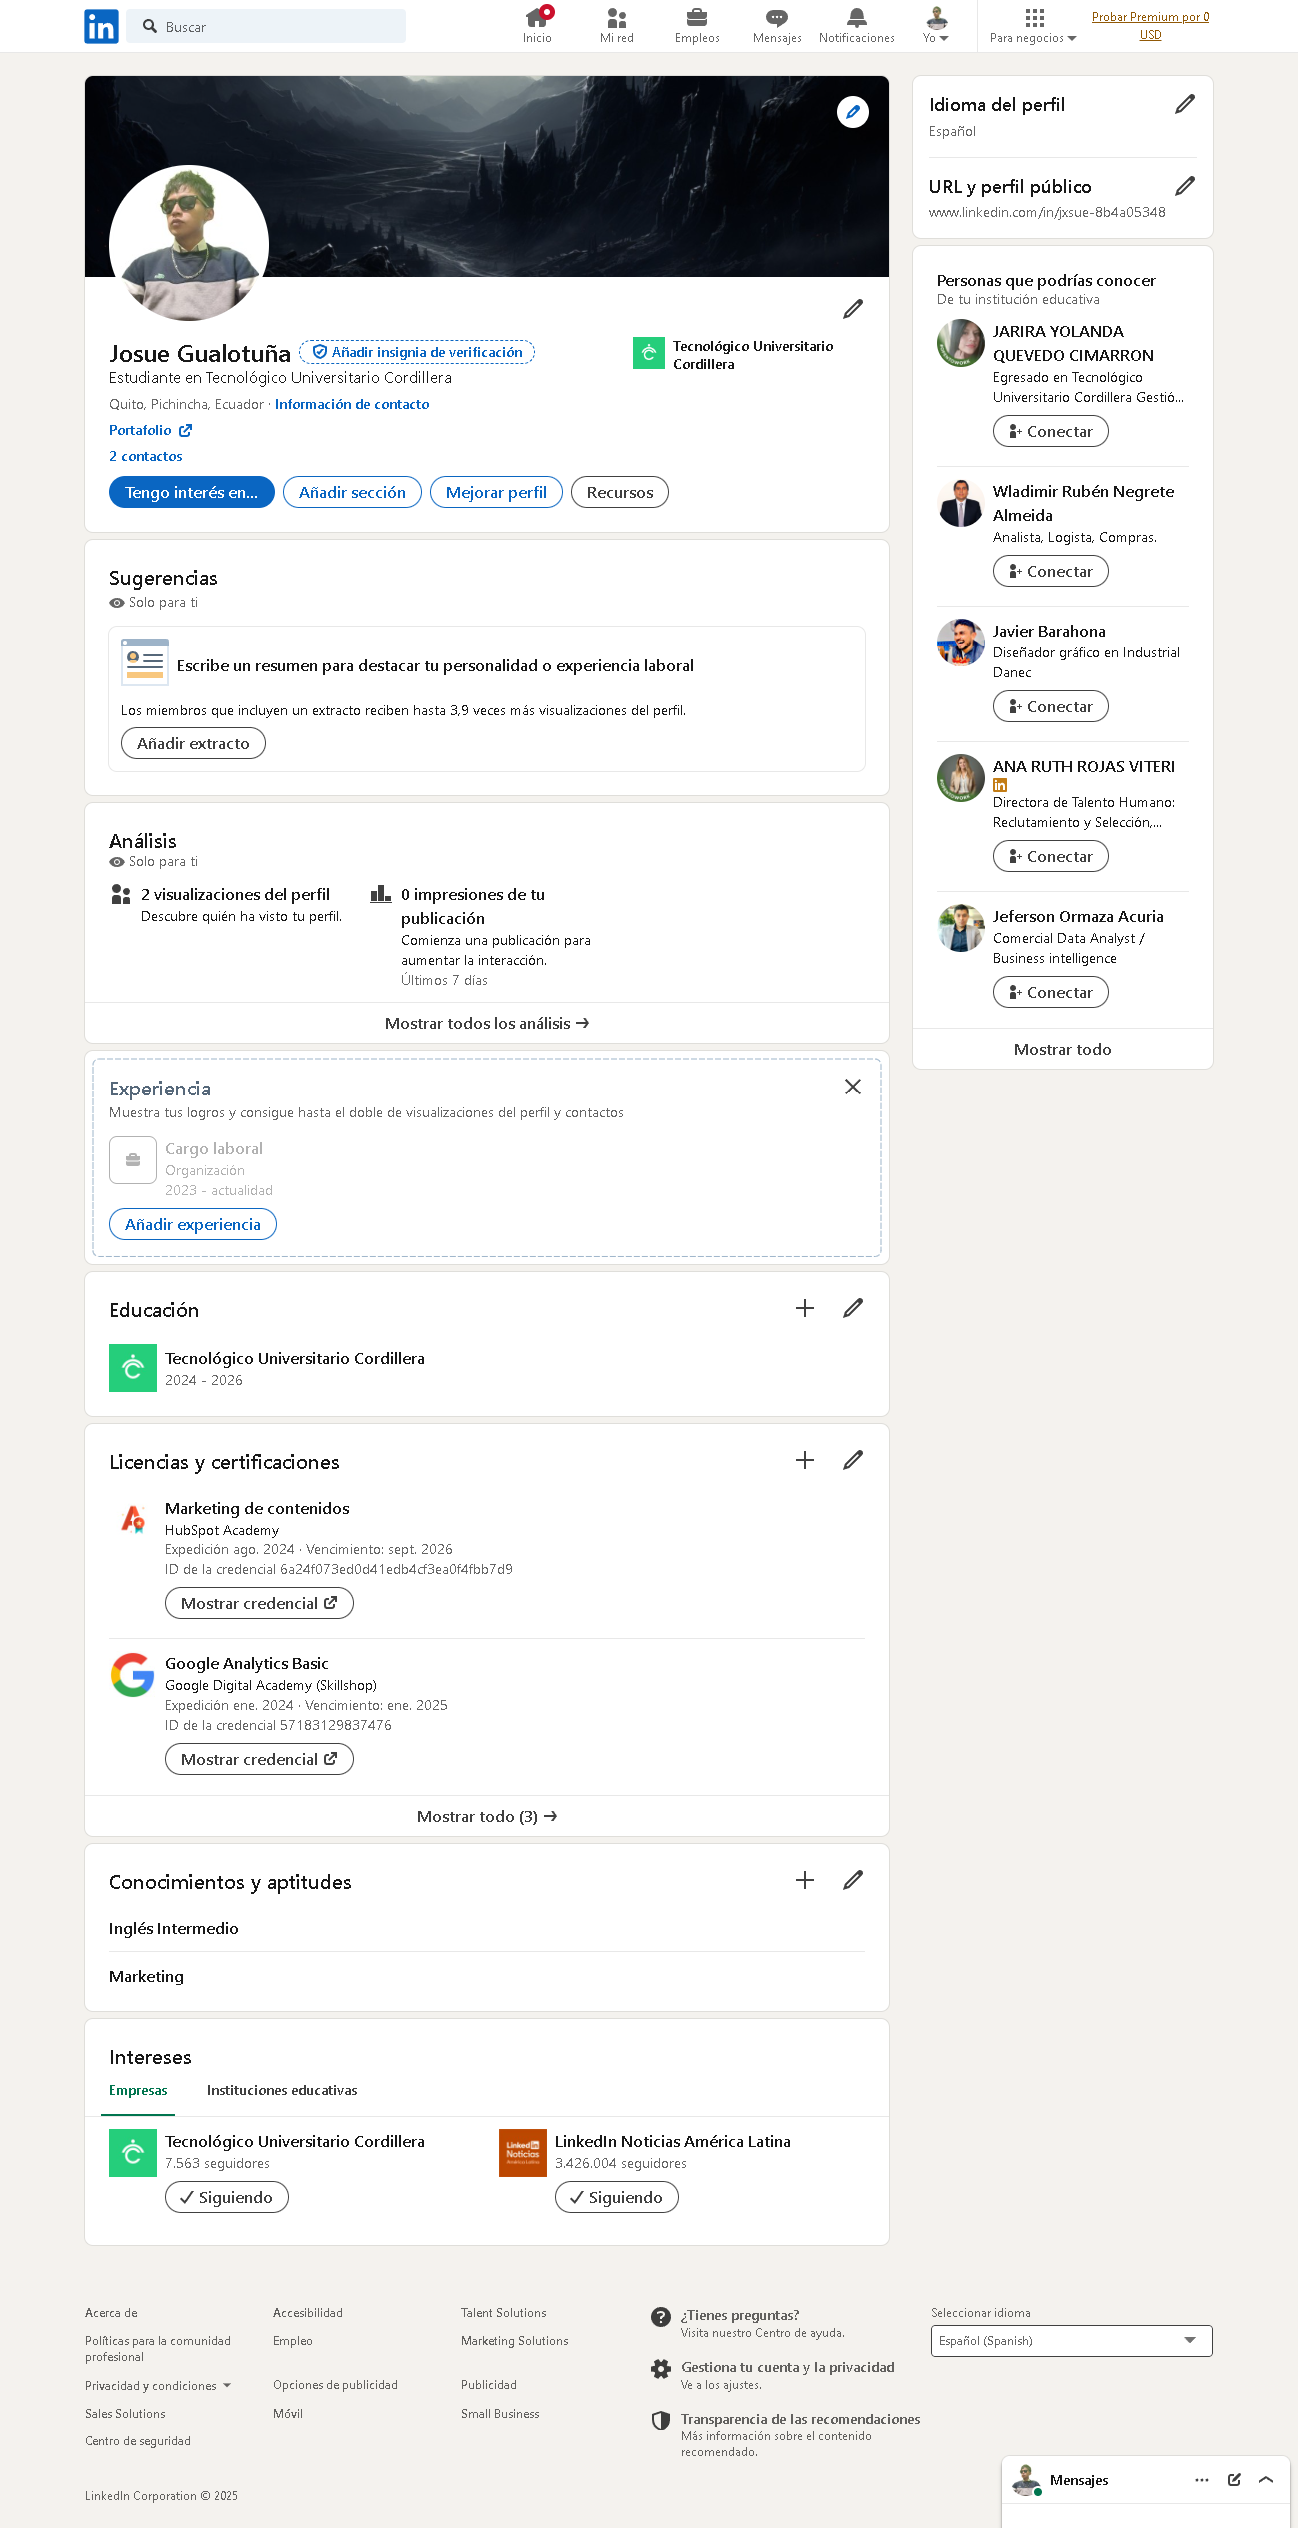 in
Buscar
Inicio
Mi red
Empleos
Mensajes
Notificaciones
Yo
Para negocios
Probar Premium por 0
USD
Josue Gualotuña
Añadir insignia de verificación
Estudiante en Tecnológico Universitario Cordillera
Quito, Pichincha, Ecuador · Información de contacto
Portafolio
2 contactos
Tecnológico Universitario
Cordillera
Tengo interés en...
Añadir sección
Mejorar perfil
Recursos
Sugerencias
Solo para ti
Escribe un resumen para destacar tu personalidad o experiencia laboral
Los miembros que incluyen un extracto reciben hasta 3,9 veces más visualizaciones del perfil.
Añadir extracto
Análisis
Solo para ti
2 visualizaciones del perfil
Descubre quién ha visto tu perfil.
0 impresiones de tu
publicación
Comienza una publicación para
aumentar la interacción.
Últimos 7 días
Mostrar todos los análisis
Experiencia
Muestra tus logros y consigue hasta el doble de visualizaciones del perfil y contactos
Cargo laboral
Organización
2023 - actualidad
Añadir experiencia
Educación
Tecnológico Universitario Cordillera
2024 - 2026
Licencias y certificaciones
Marketing de contenidos
HubSpot Academy
Expedición ago. 2024 · Vencimiento: sept. 2026
ID de la credencial 6a24f073ed0d41edb4cf3ea0f4fbb7d9
Mostrar credencial
Google Analytics Basic
Google Digital Academy (Skillshop)
Expedición ene. 2024 · Vencimiento: ene. 2025
ID de la credencial 57183129837476
Mostrar credencial
Mostrar todo (3)
Conocimientos y aptitudes
Inglés Intermedio
Marketing
Intereses
Empresas
Instituciones educativas
Tecnológico Universitario Cordillera
7.563 seguidores
Siguiendo
LinkedIn
Noticias
América Latina
LinkedIn Noticias América Latina
3.426.004 seguidores
Siguiendo
Idioma del perfil
Español
URL y perfil público
www.linkedin.com/in/jxsue-8b4a05348
Personas que podrías conocer
De tu institución educativa
JARIRA YOLANDA
QUEVEDO CIMARRON
Egresado en Tecnológico
Universitario Cordillera Gestió...
Conectar
Wladimir Rubén Negrete
Almeida
Analista, Logista, Compras.
Conectar
Javier Barahona
Diseñador gráfico en Industrial
Danec
Conectar
ANA RUTH ROJAS VITERI
in
Directora de Talento Humano:
Reclutamiento y Selección,...
Conectar
Jeferson Ormaza Acuria
Comercial Data Analyst /
Business intelligence
Conectar
Mostrar todo
Acerca de
Accesibilidad
Talent Solutions
Políticas para la comunidad
profesional
Empleo
Marketing Solutions
Privacidad y condiciones
Opciones de publicidad
Publicidad
Sales Solutions
Móvil
Small Business
Centro de seguridad
¿Tienes preguntas?
Visita nuestro Centro de ayuda.
Gestiona tu cuenta y la privacidad
Ve a los ajustes.
Transparencia de las recomendaciones
Más información sobre el contenido
recomendado.
Seleccionar idioma
Español (Spanish)
LinkedIn Corporation © 2025
Mensajes